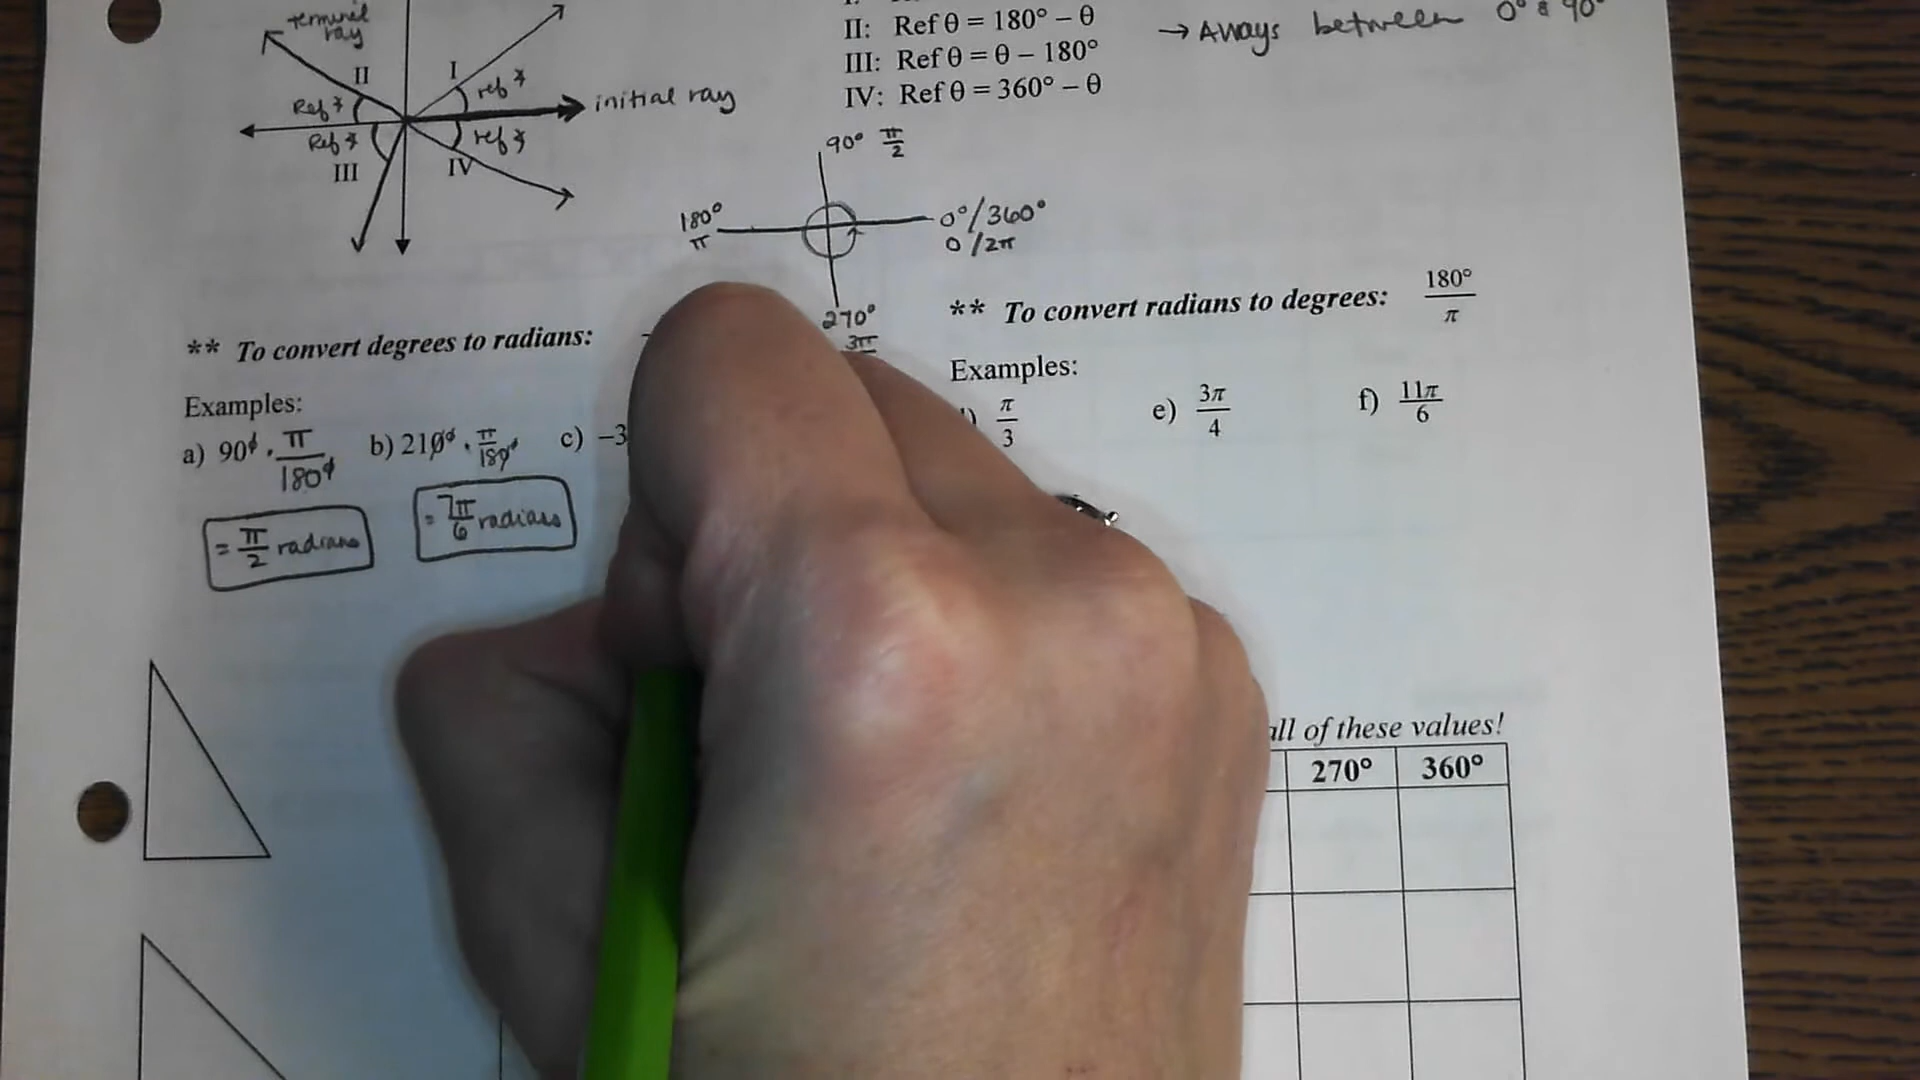 terminal
ray
II
I
Ref ∡
ref ∡
initial ray
Ref ∡
ref ∡
III
IV
II: Ref θ = 180° – θ
III: Ref θ = θ – 180°
IV: Ref θ = 360° – θ
→ Always between 0° & 90°
90° π/2
180°
π
0°/360°
0/2π
270°
3π
** To convert degrees to radians:
Examples:
a) 90° · π/180°
b) 210° · π/180°
c) –3
= π/2 radians
= 7π/6 radians
** To convert radians to degrees: 180°/π
Examples:
) π/3
e) 3π/4
f) 11π/6
all of these values!
270° 360°